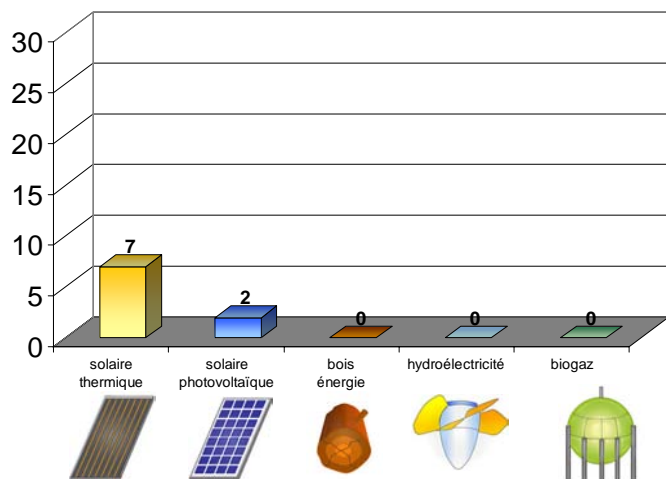 30
25
20
15
10
5
0
7
2
0
0
0
solaire thermique
solaire photovoltaïque
bois énergie
hydroélectricité
biogaz